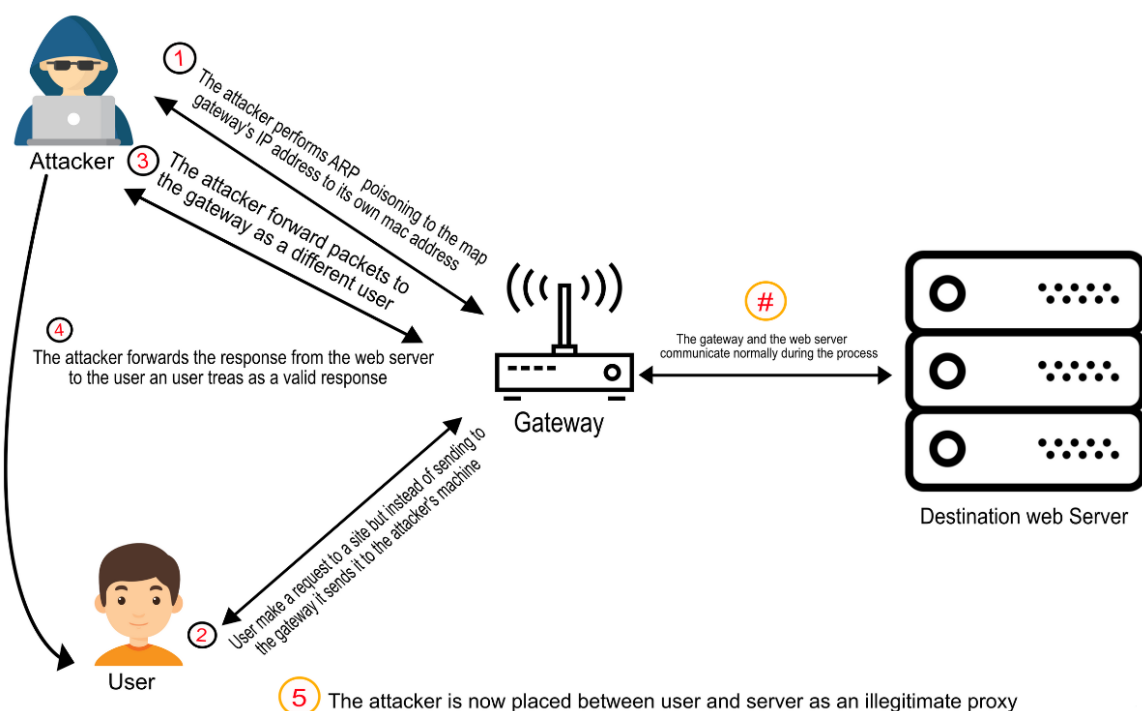 1
The attacker performs ARP poisoning to the map
gateway's IP address to its own mac address
Attacker
3
The attacker forward packets to
the gateway as a different user
4
The attacker forwards the response from the web server
to the user an user treas as a valid response
#
The gateway and the web server
communicate normally during the process
Gateway
Destination web Server
2
User make a request to a site but instead of sending to
the gateway it sends it to the attacker's machine
User
5
The attacker is now placed between user and server as an illegitimate proxy